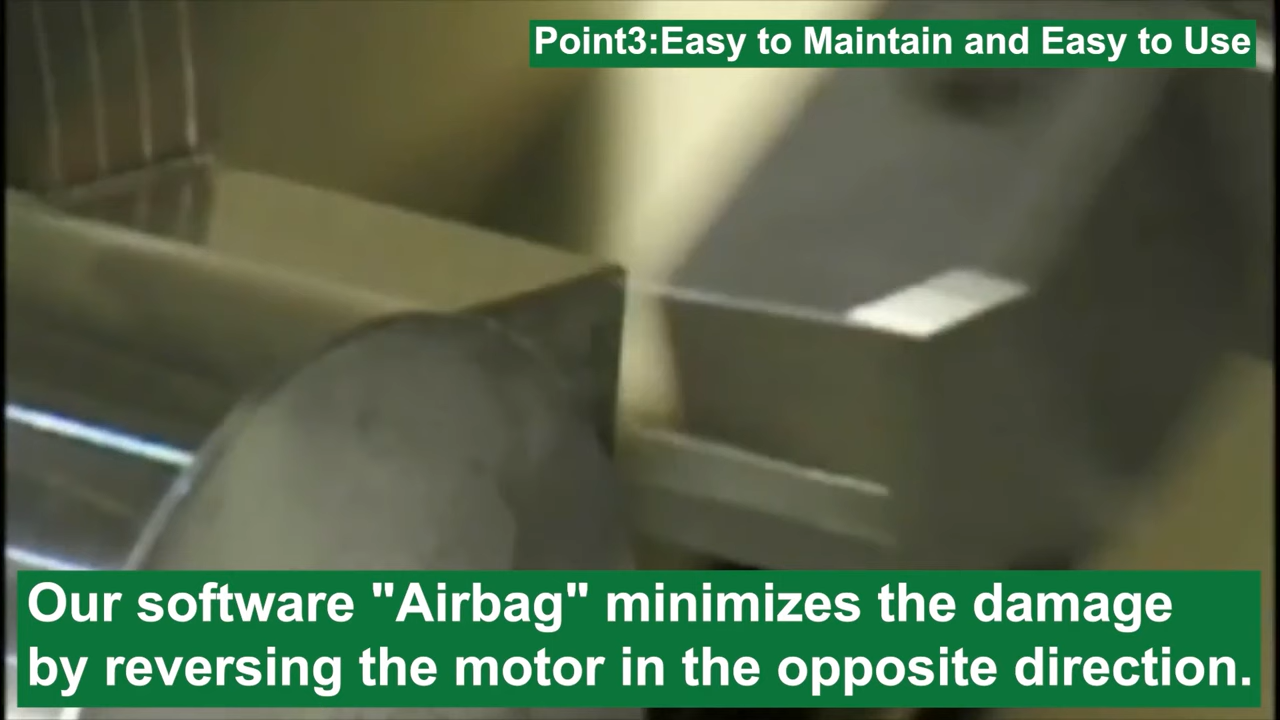 Point3:Easy to Maintain and Easy to Use
Our software "Airbag" minimizes the damage
by reversing the motor in the opposite direction.